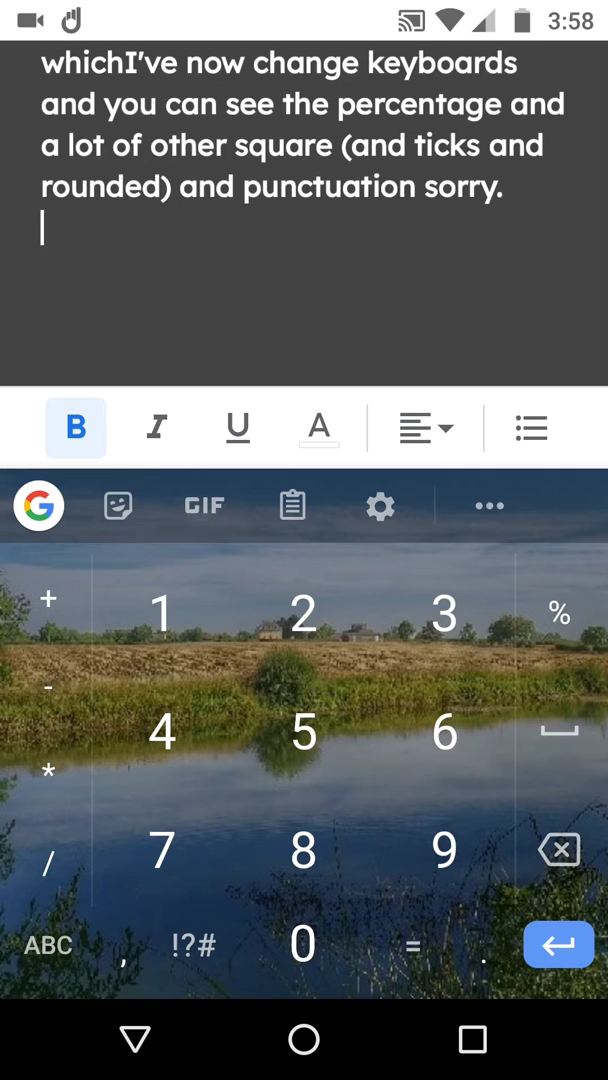 3:58
whichI've now change keyboards
and you can see the percentage and
a lot of other square (and ticks and
rounded) and punctuation sorry.
B I U A
G GIF
+ 1 2 3 %
- 4 5 6
* 7 8 9
/
ABC , !?# 0 = .